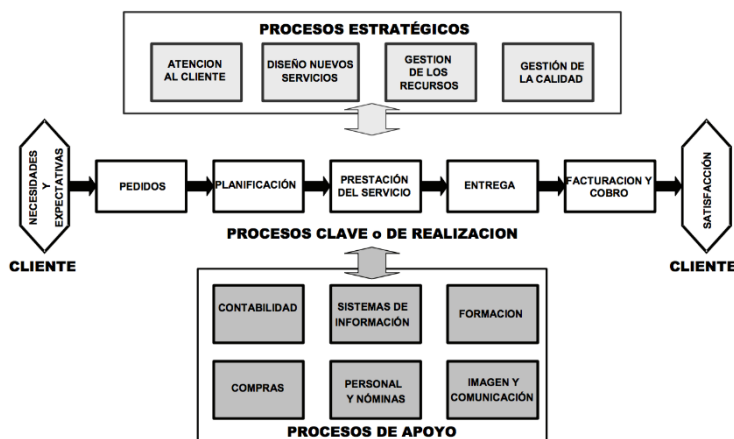 PROCESOS ESTRATÉGICOS
ATENCION
AL CLIENTE
DISEÑO NUEVOS
SERVICIOS
GESTION
DE LOS
RECURSOS
GESTIÓN DE
LA CALIDAD
NECESIDADES
Y
EXPECTATIVAS
PEDIDOS
PLANIFICACIÓN
PRESTACIÓN
DEL SERVICIO
ENTREGA
FACTURACION Y
COBRO
SATISFACCIÓN
CLIENTE
PROCESOS CLAVE o DE REALIZACION
CLIENTE
CONTABILIDAD
SISTEMAS DE
INFORMACIÓN
FORMACION
COMPRAS
PERSONAL
Y NÓMINAS
IMAGEN Y
COMUNICACIÓN
PROCESOS DE APOYO